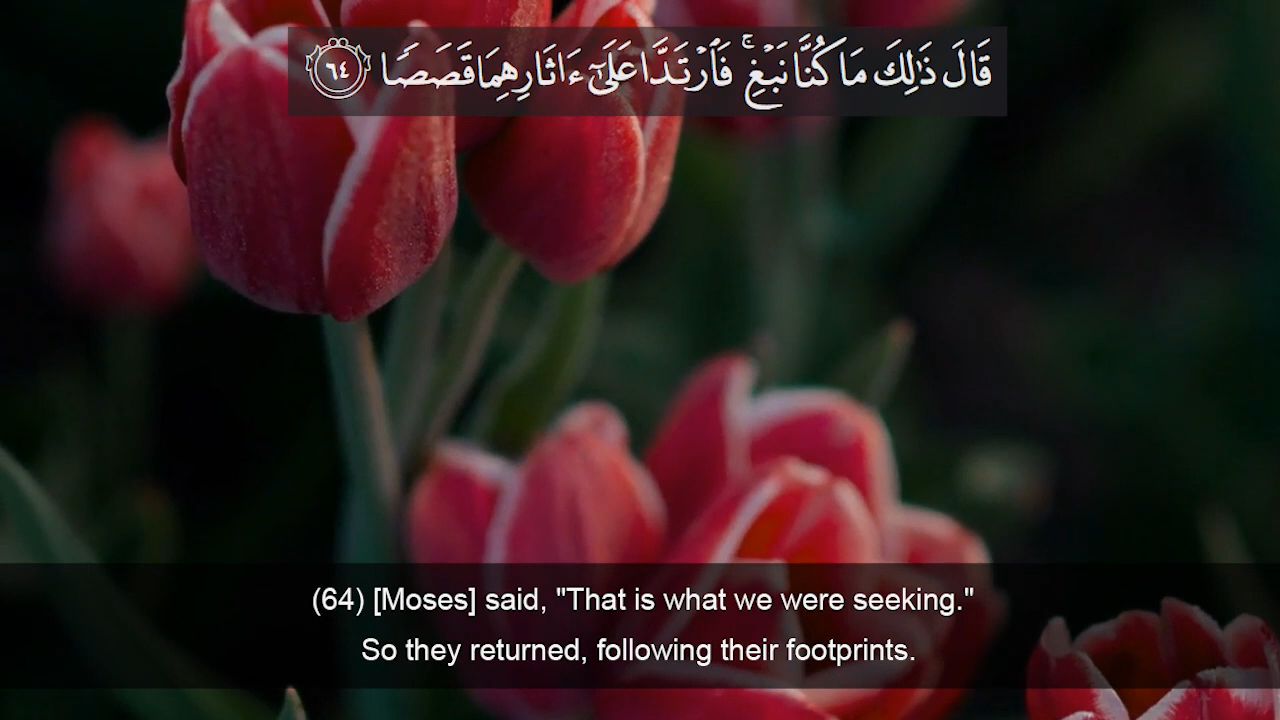 قَالَ ذَٰلِكَ مَا كُنَّا نَبۡغِۚ فَٱرۡتَدَّا عَلَىٰٓ ءَاثَارِهِمَا قَصَصٗا ٦٤
(64) [Moses] said, "That is what we were seeking."
So they returned, following their footprints.